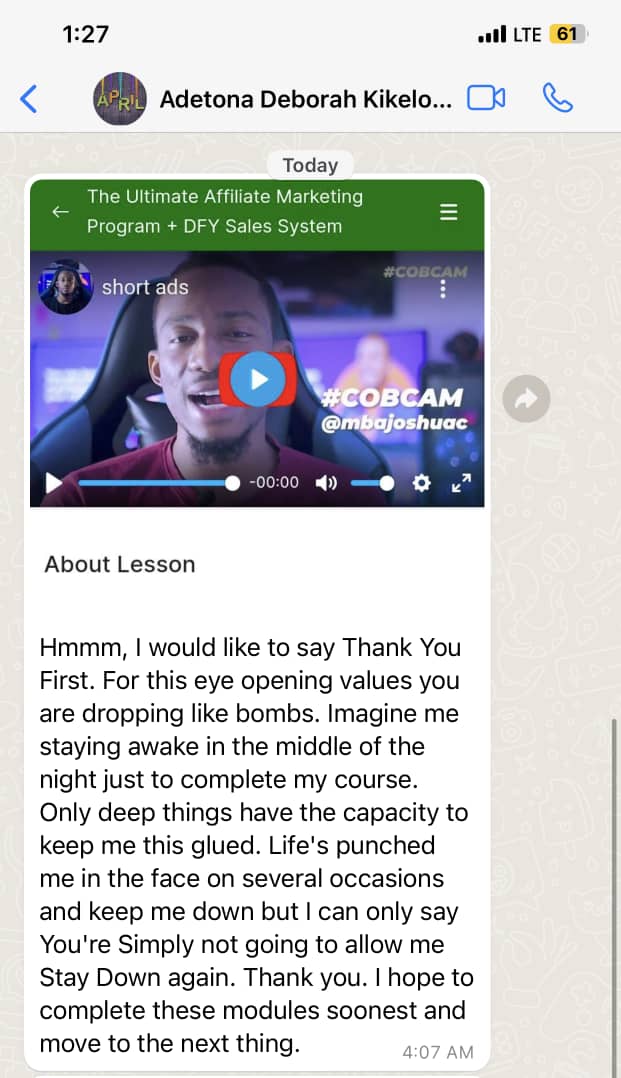 1:27
LTE 61
APRIL
Adetona Deborah Kikelo...
Today
The Ultimate Affiliate Marketing
Program + DFY Sales System
short ads
#COBCAM
#COBCAM
@mbajoshuac
-00:00
About Lesson
Hmmm, I would like to say Thank You
First. For this eye opening values you
are dropping like bombs. Imagine me
staying awake in the middle of the
night just to complete my course.
Only deep things have the capacity to
keep me this glued. Life's punched
me in the face on several occasions
and keep me down but I can only say
You're Simply not going to allow me
Stay Down again. Thank you. I hope to
complete these modules soonest and
move to the next thing.
4:07 AM